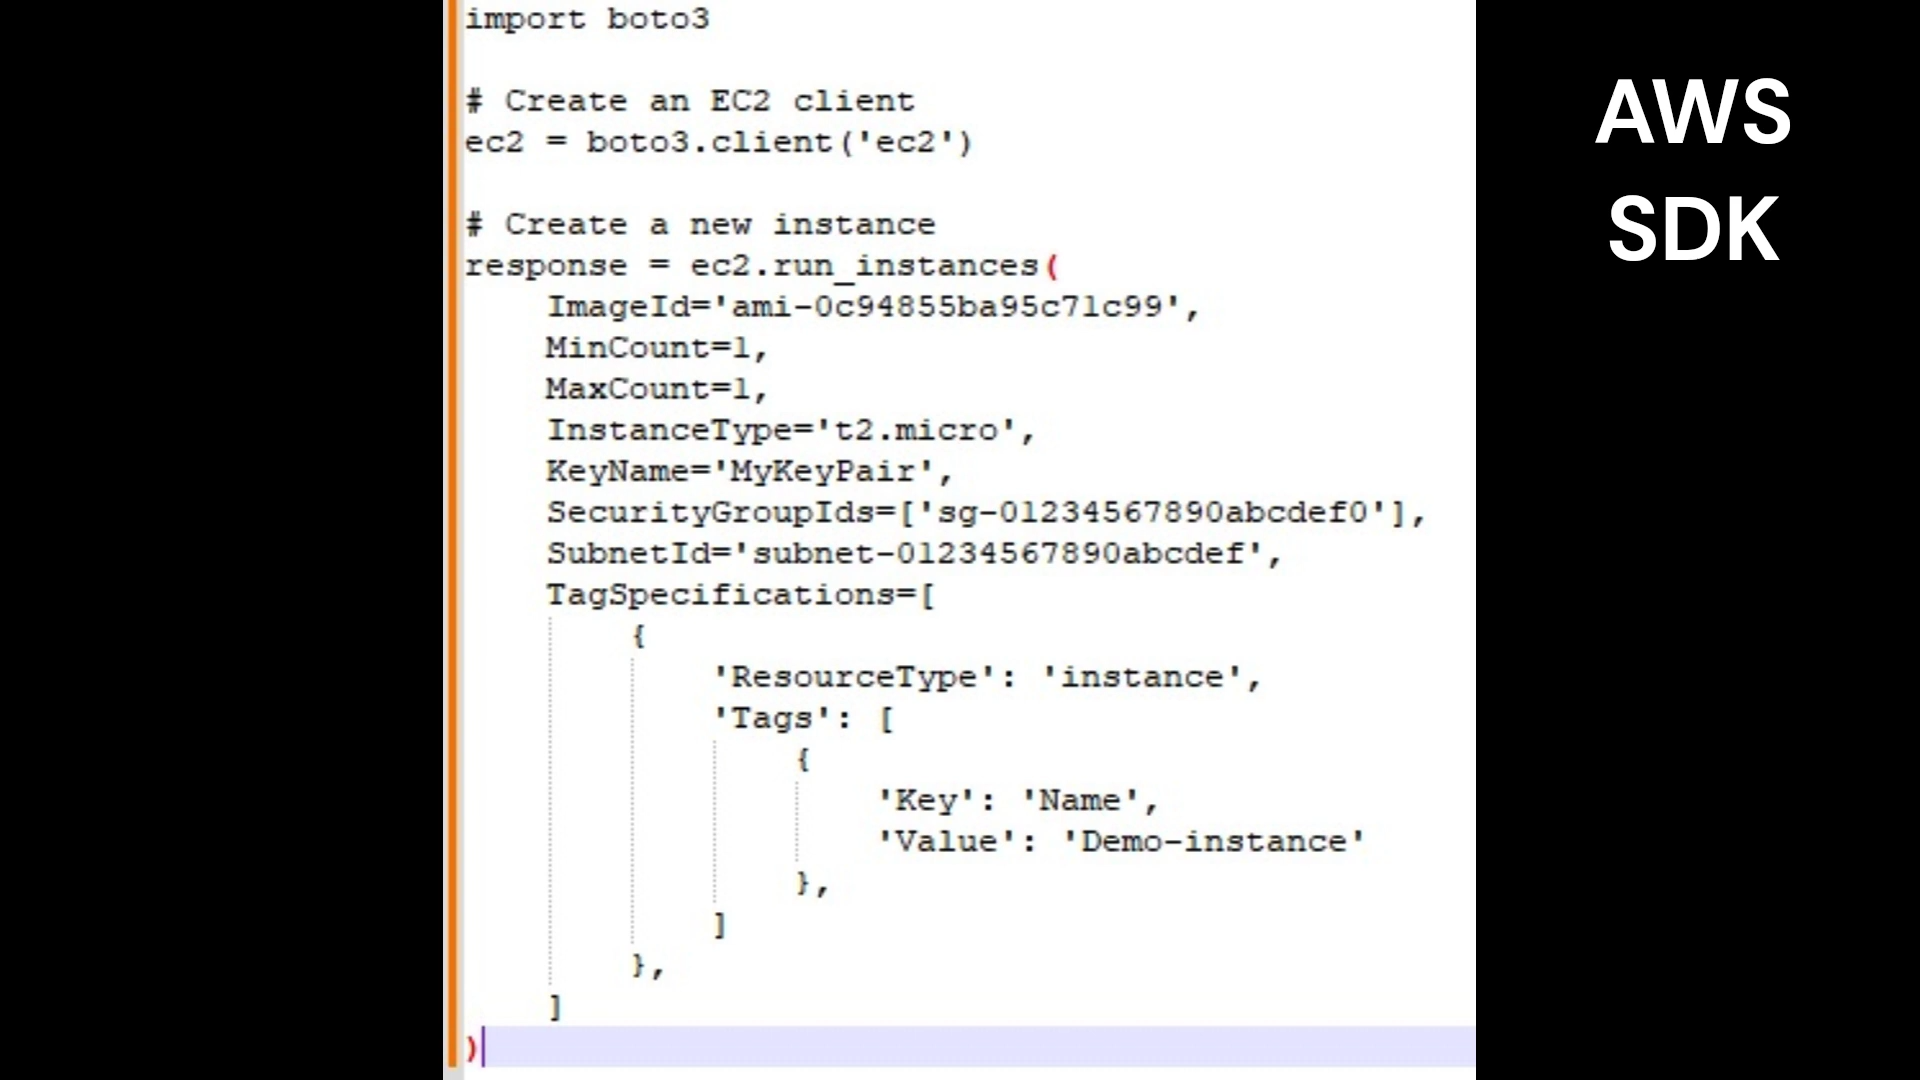 import boto3
# Create an EC2 client
ec2 = boto3.client('ec2')
# Create a new instance
response = ec2.run_instances(
    ImageId='ami-0c94855ba95c71c99',
    MinCount=1,
    MaxCount=1,
    InstanceType='t2.micro',
    KeyName='MyKeyPair',
    SecurityGroupIds=['sg-01234567890abcdef0'],
    SubnetId='subnet-01234567890abcdef',
    TagSpecifications=[
        {
            'ResourceType': 'instance',
            'Tags': [
                {
                    'Key': 'Name',
                    'Value': 'Demo-instance'
                },
            ]
        },
    ]
)
AWS
SDK